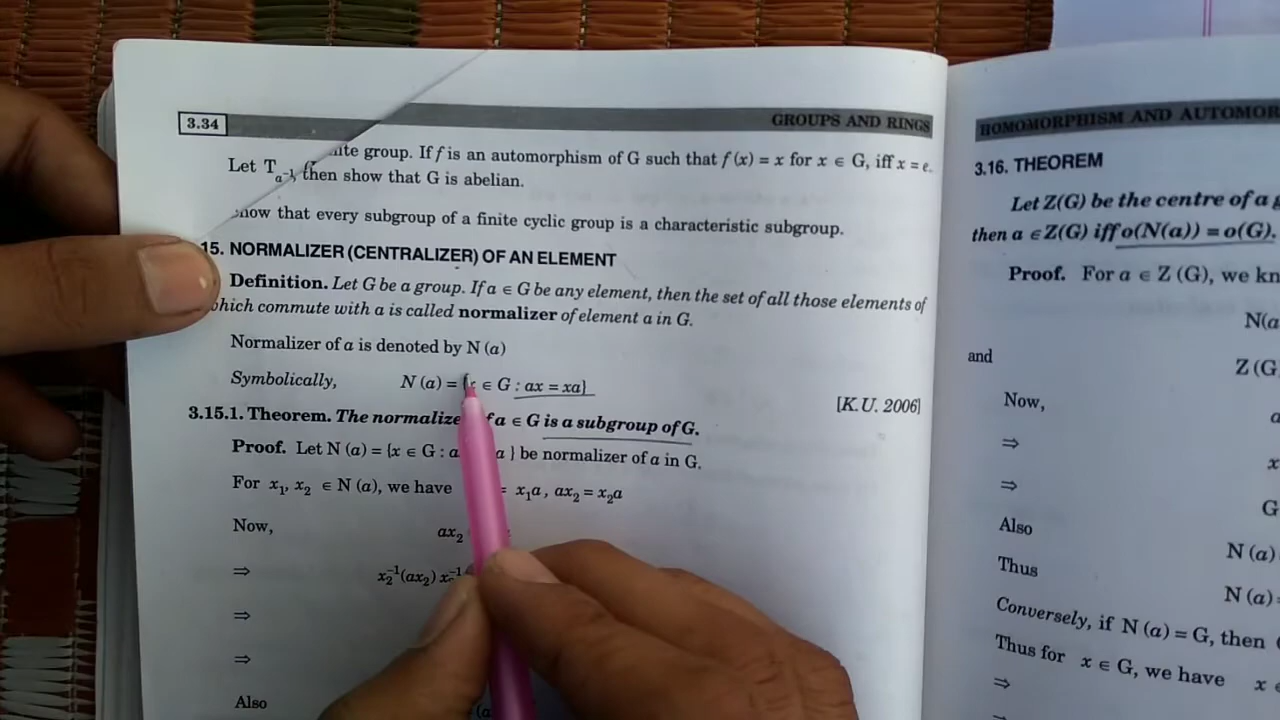 3.34 GROUPS AND RINGS
Let T a⁻¹, ite group. If f is an automorphism of G such that f (x) = x for x ∈ G, iff x = e.
then show that G is abelian.
how that every subgroup of a finite cyclic group is a characteristic subgroup.
15. NORMALIZER (CENTRALIZER) OF AN ELEMENT
Definition. Let G be a group. If a ∈ G be any element, then the set of all those elements of
which commute with a is called normalizer of element a in G.
Normalizer of a is denoted by N (a)
Symbolically, N (a) = { ∈ G : ax = xa}
[K.U. 2006]
3.15.1. Theorem. The normalize a ∈ G is a subgroup of G.
Proof. Let N (a) = {x ∈ G : a a } be normalizer of a in G.
For x₁, x₂ ∈ N (a), we have = x₁a , ax₂ = x₂a
Now, ax₂
⇒ x₂⁻¹(ax₂) x₂⁻¹
⇒
⇒
Also (a
HOMOMORPHISM AND AUTOMOR
3.16. THEOREM
Let Z(G) be the centre of a g
then a ∈ Z(G) iff o(N(a)) = o(G).
Proof. For a ∈ Z (G), we kn
N(a
and Z (G
Now, a
⇒ x
⇒ G
Also N (a)
Thus N (a) =
Conversely, if N (a) = G, then
Thus for x ∈ G, we have x ∈
⇒
⇒